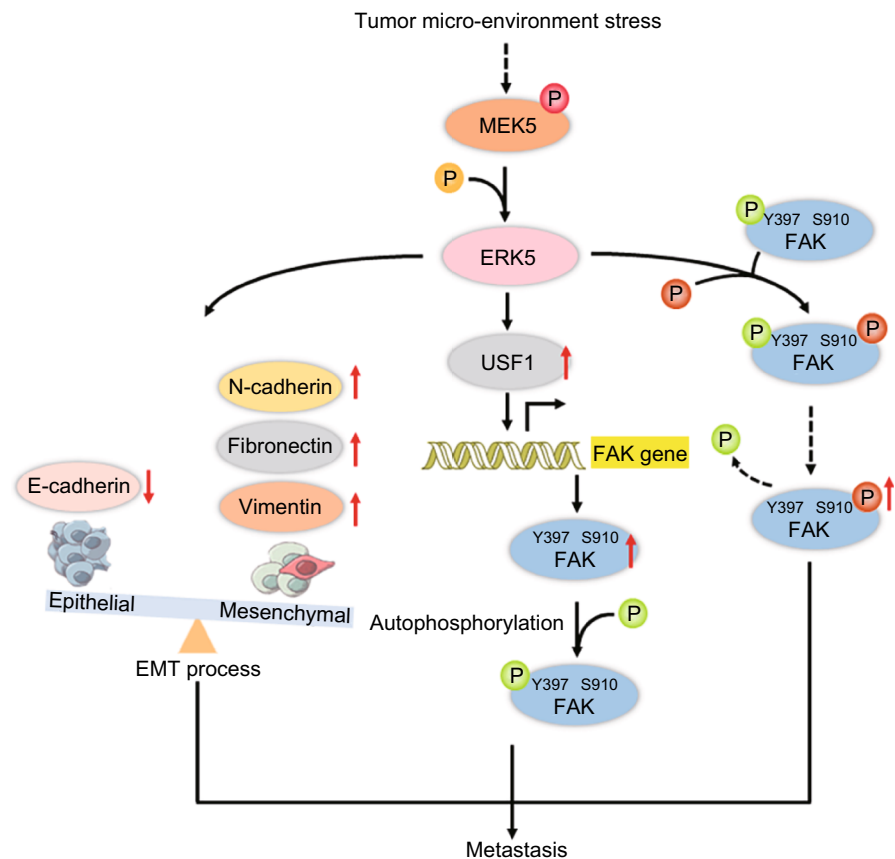 Tumor micro-environment stress
P
MEK5
P
ERK5
P
Y397 S910
FAK
P
P
P
Y397 S910
FAK
USF1
N-cadherin
Fibronectin
Vimentin
E-cadherin
FAK gene
P
P
Y397 S910
FAK
Y397 S910
FAK
Epithelial
Mesenchymal
EMT process
Autophosphorylation
P
P
Y397 S910
FAK
Metastasis